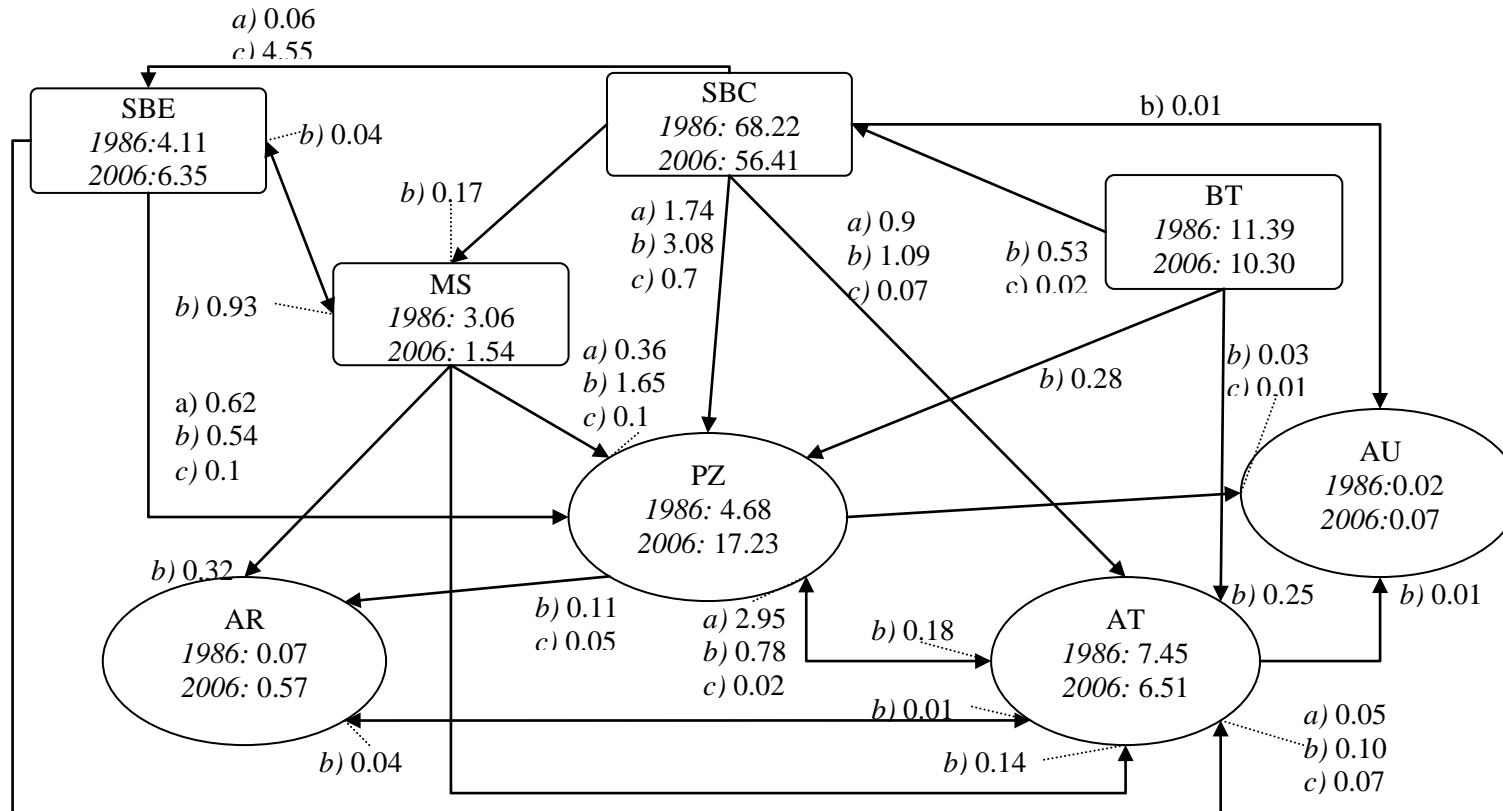 a) 0.06
c) 4.55
SBE
1986:4.11
2006:6.35
b) 0.04
SBC
1986: 68.22
2006: 56.41
b) 0.01
b) 0.17
a) 1.74
b) 3.08
c) 0.7
a) 0.9
b) 1.09
c) 0.07
b) 0.53
c) 0.02
BT
1986: 11.39
2006: 10.30
b) 0.93
MS
1986: 3.06
2006: 1.54
a) 0.36
b) 1.65
c) 0.1
b) 0.28
b) 0.03
c) 0.01
a) 0.62
b) 0.54
c) 0.1
PZ
1986: 4.68
2006: 17.23
AU
1986:0.02
2006:0.07
b) 0.32
AR
1986: 0.07
2006: 0.57
b) 0.11
c) 0.05
a) 2.95
b) 0.78
c) 0.02
b) 0.18
AT
1986: 7.45
2006: 6.51
b) 0.25
b) 0.01
b) 0.01
b) 0.04
b) 0.14
a) 0.05
b) 0.10
c) 0.07